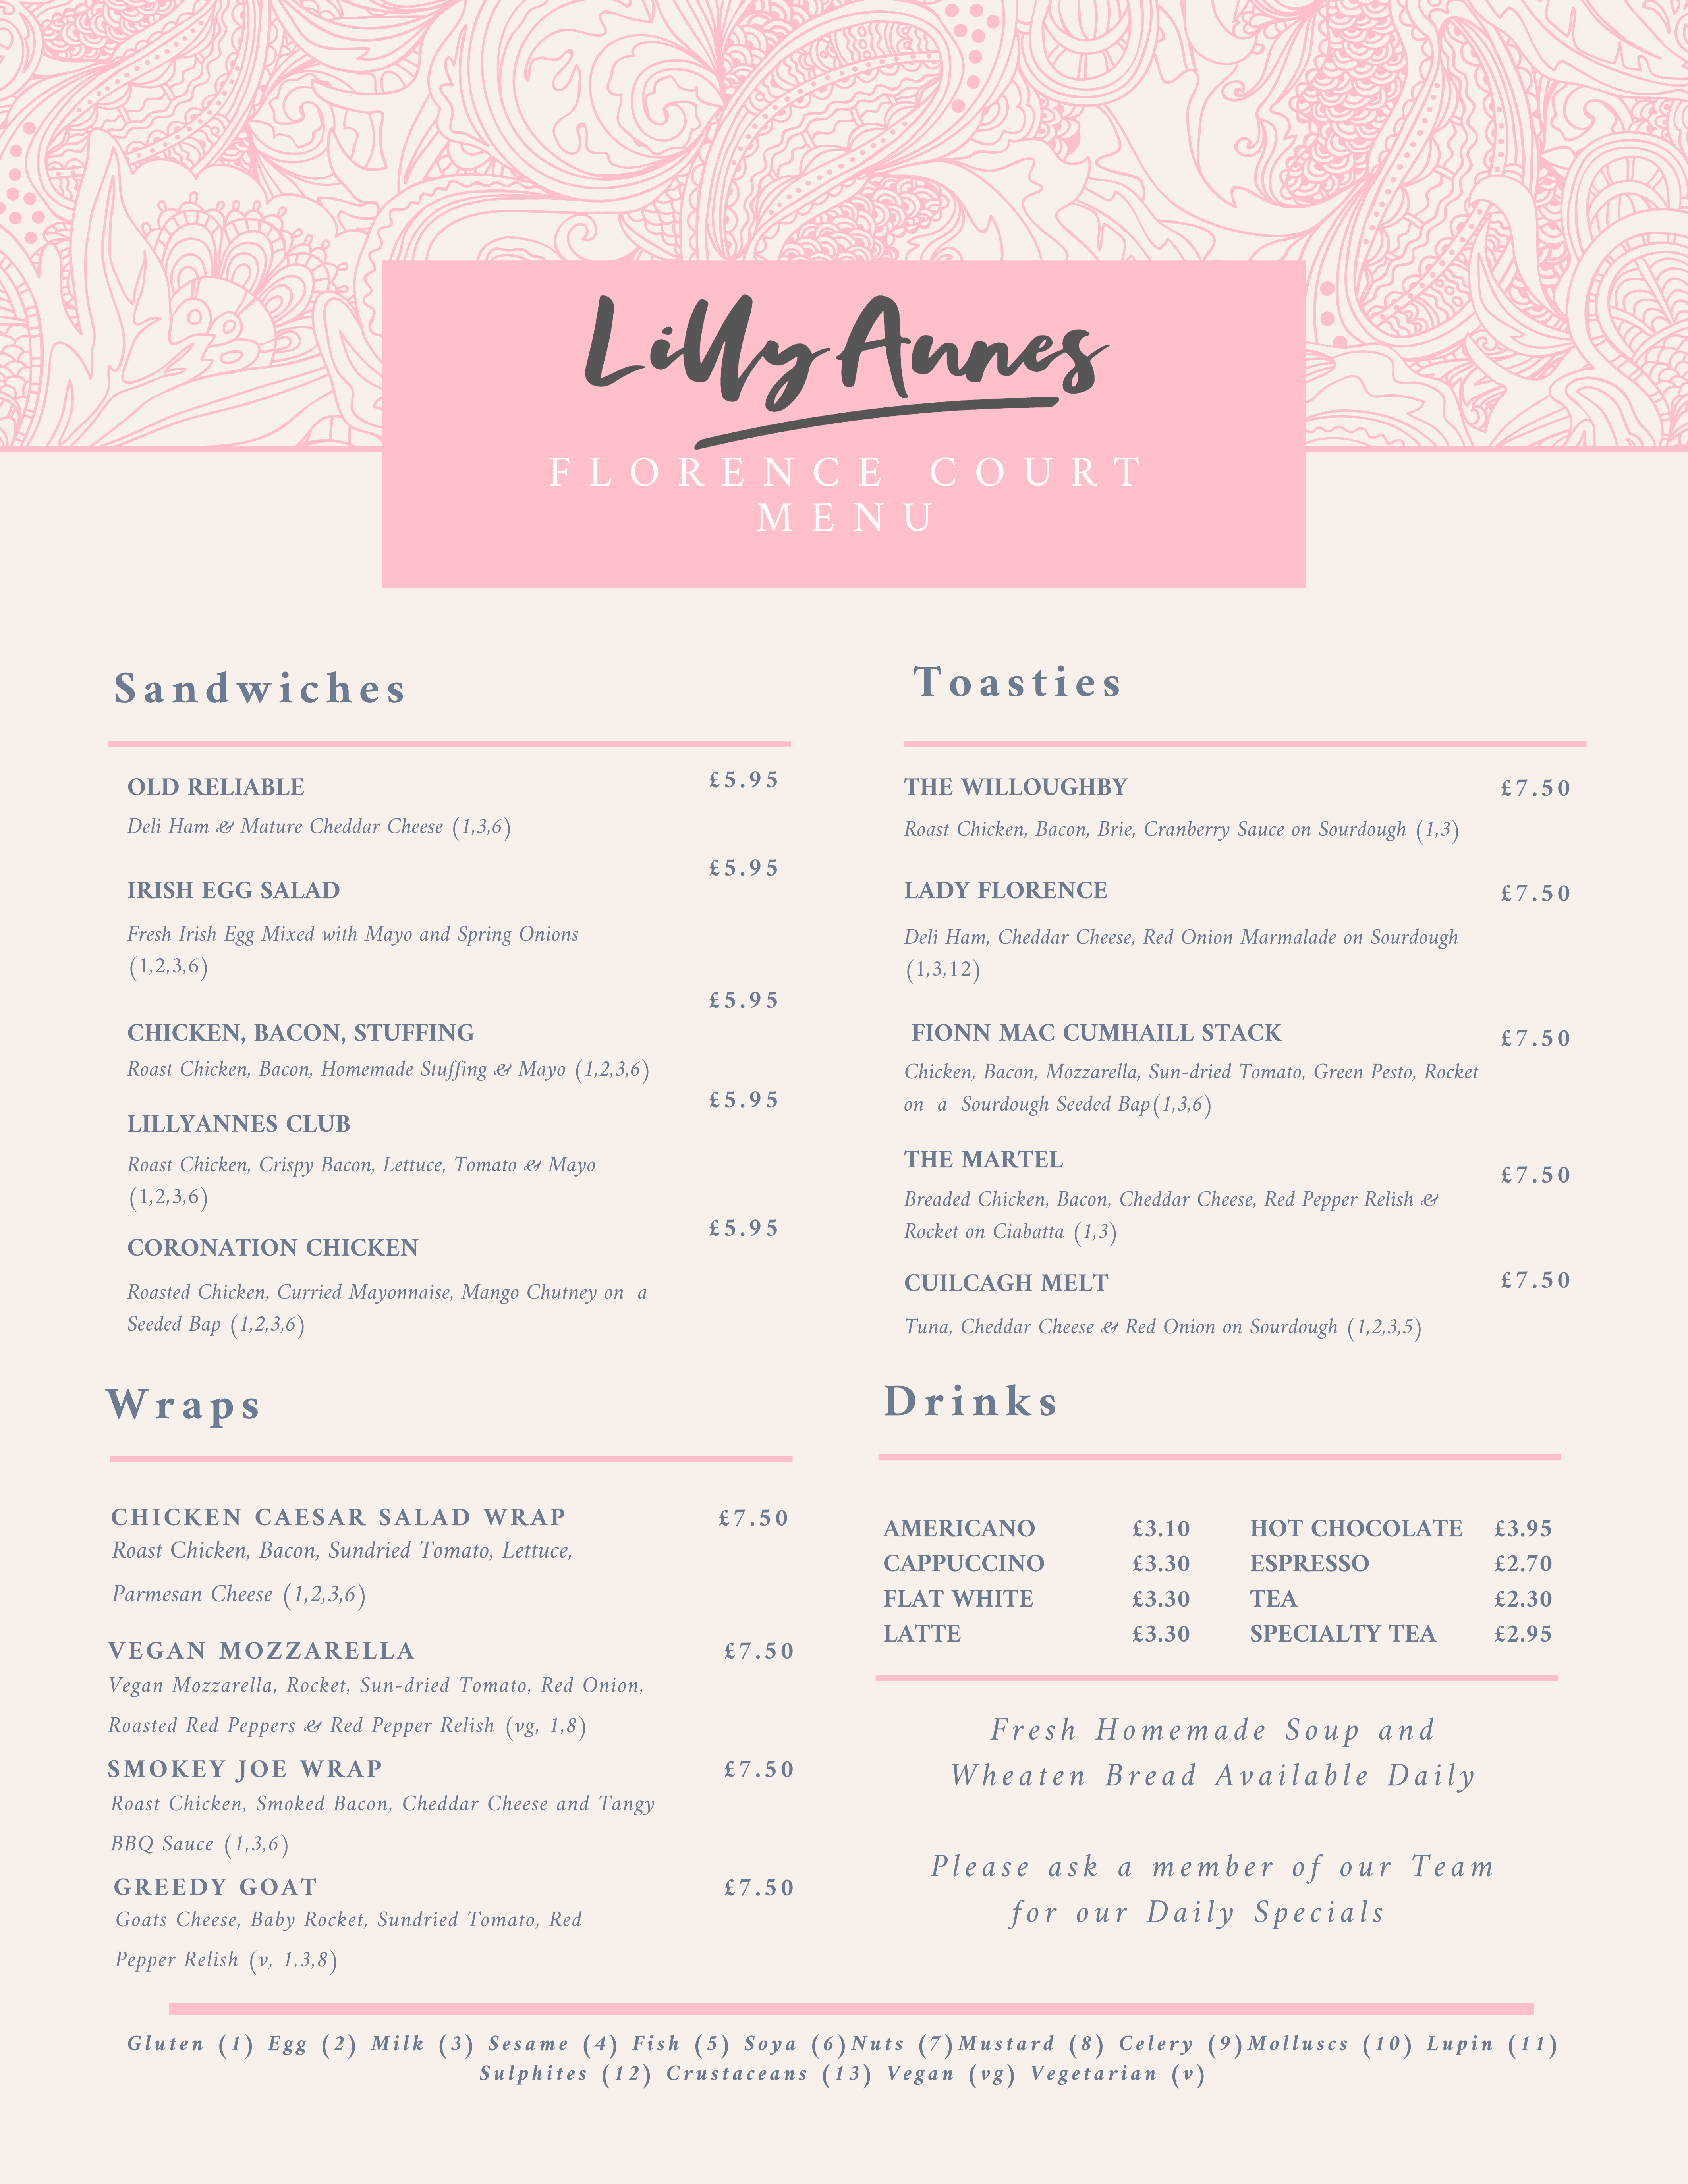 Lilly Annes
FLORENCE COURT
MENU
Sandwiches
OLD RELIABLE £5.95
Deli Ham & Mature Cheddar Cheese (1,3,6)
IRISH EGG SALAD £5.95
Fresh Irish Egg Mixed with Mayo and Spring Onions
(1,2,3,6)
CHICKEN, BACON, STUFFING £5.95
Roast Chicken, Bacon, Homemade Stuffing & Mayo (1,2,3,6)
LILLYANNES CLUB £5.95
Roast Chicken, Crispy Bacon, Lettuce, Tomato & Mayo
(1,2,3,6)
CORONATION CHICKEN £5.95
Roasted Chicken, Curried Mayonnaise, Mango Chutney on a
Seeded Bap (1,2,3,6)
Toasties
THE WILLOUGHBY £7.50
Roast Chicken, Bacon, Brie, Cranberry Sauce on Sourdough (1,3)
LADY FLORENCE £7.50
Deli Ham, Cheddar Cheese, Red Onion Marmalade on Sourdough
(1,3,12)
FIONN MAC CUMHAILL STACK £7.50
Chicken, Bacon, Mozzarella, Sun-dried Tomato, Green Pesto, Rocket
on a Sourdough Seeded Bap(1,3,6)
THE MARTEL £7.50
Breaded Chicken, Bacon, Cheddar Cheese, Red Pepper Relish &
Rocket on Ciabatta (1,3)
CUILCAGH MELT £7.50
Tuna, Cheddar Cheese & Red Onion on Sourdough (1,2,3,5)
Wraps
CHICKEN CAESAR SALAD WRAP £7.50
Roast Chicken, Bacon, Sundried Tomato, Lettuce,
Parmesan Cheese (1,2,3,6)
VEGAN MOZZARELLA £7.50
Vegan Mozzarella, Rocket, Sun-dried Tomato, Red Onion,
Roasted Red Peppers & Red Pepper Relish (vg, 1,8)
SMOKEY JOE WRAP £7.50
Roast Chicken, Smoked Bacon, Cheddar Cheese and Tangy
BBQ Sauce (1,3,6)
GREEDY GOAT £7.50
Goats Cheese, Baby Rocket, Sundried Tomato, Red
Pepper Relish (v, 1,3,8)
Drinks
AMERICANO £3.10 HOT CHOCOLATE £3.95
CAPPUCCINO £3.30 ESPRESSO £2.70
FLAT WHITE £3.30 TEA £2.30
LATTE £3.30 SPECIALTY TEA £2.95
Fresh Homemade Soup and
Wheaten Bread Available Daily
Please ask a member of our Team
for our Daily Specials
Gluten (1) Egg (2) Milk (3) Sesame (4) Fish (5) Soya (6)Nuts (7)Mustard (8) Celery (9)Molluscs (10) Lupin (11)
Sulphites (12) Crustaceans (13) Vegan (vg) Vegetarian (v)